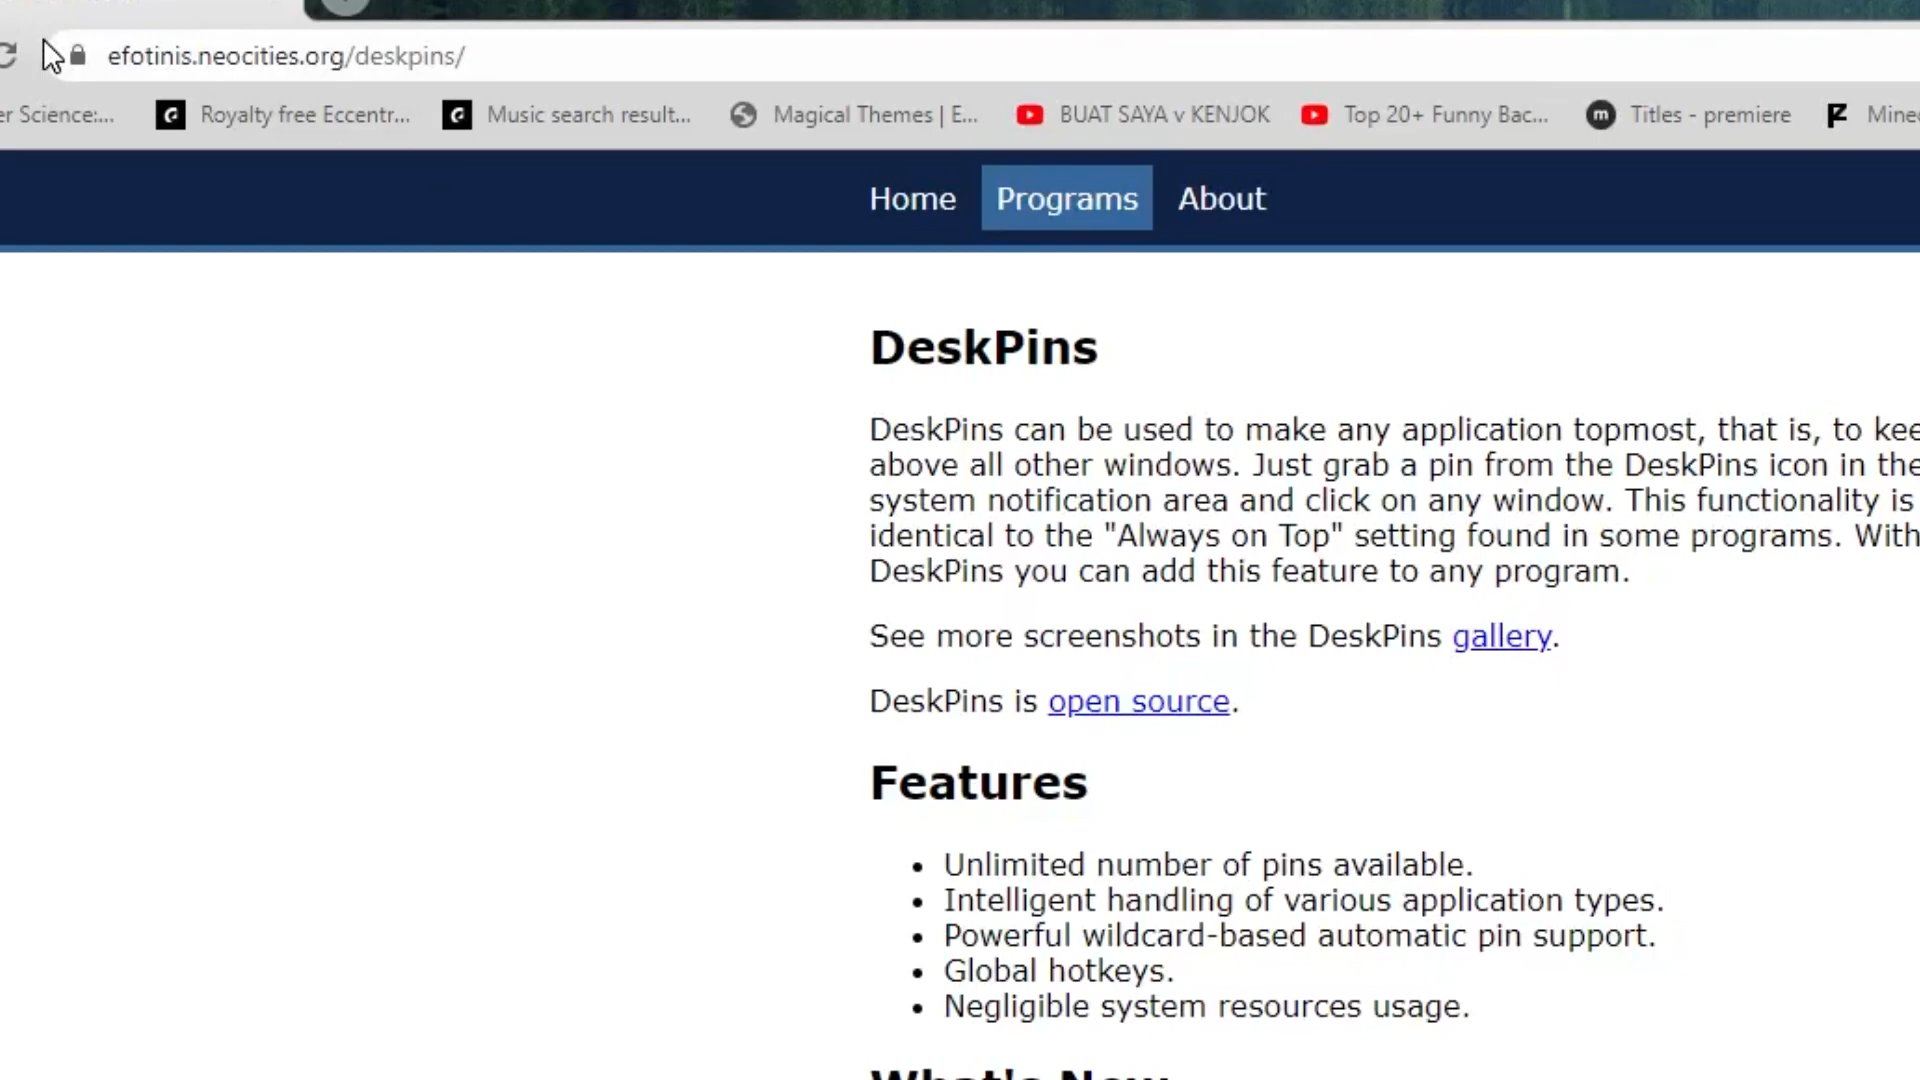 efotinis.neocities.org/deskpins/
er Science:... Royalty free Eccentr... Music search result... Magical Themes | E... BUAT SAYA v KENJOK Top 20+ Funny Bac... Titles - premiere Mine
Home Programs About
DeskPins
DeskPins can be used to make any application topmost, that is, to kee
above all other windows. Just grab a pin from the DeskPins icon in the
system notification area and click on any window. This functionality is
identical to the "Always on Top" setting found in some programs. With
DeskPins you can add this feature to any program.
See more screenshots in the DeskPins gallery.
DeskPins is open source.
Features
• Unlimited number of pins available.
• Intelligent handling of various application types.
• Powerful wildcard-based automatic pin support.
• Global hotkeys.
• Negligible system resources usage.
What's New